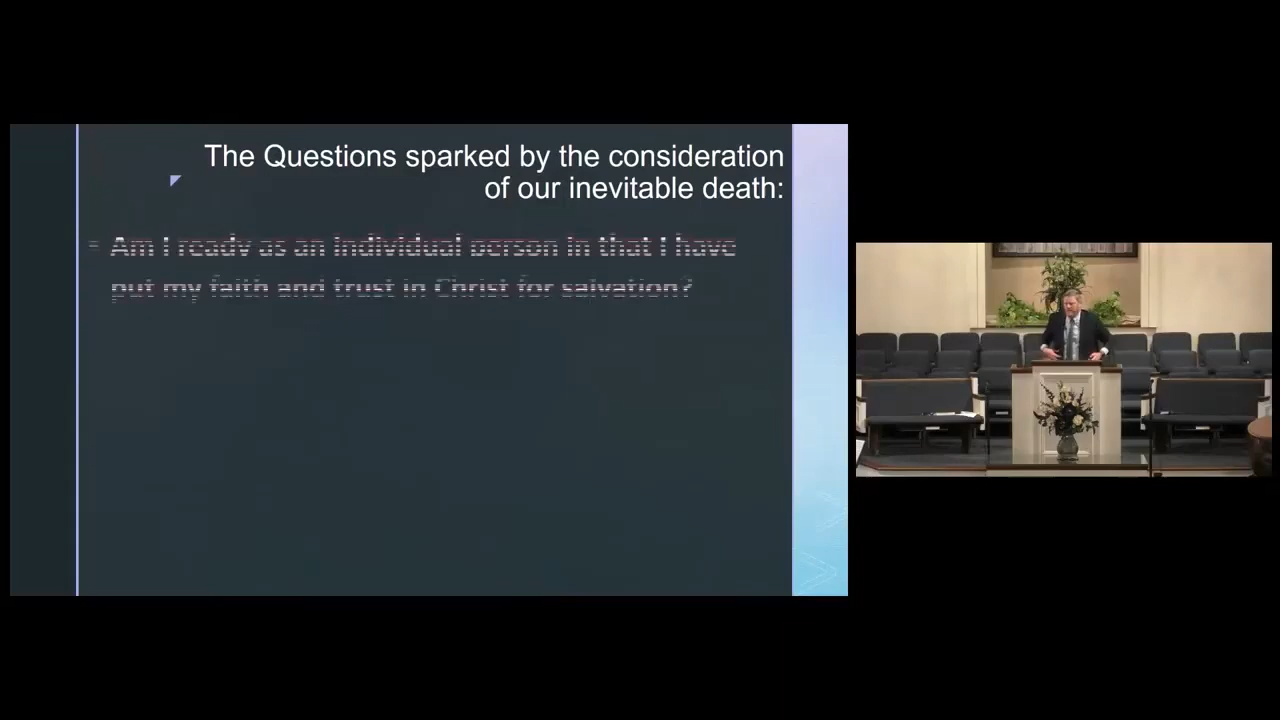 The Questions sparked by the consideration
of our inevitable death:
Am I ready as an individual person in that I have
put my faith and trust in Christ for salvation?